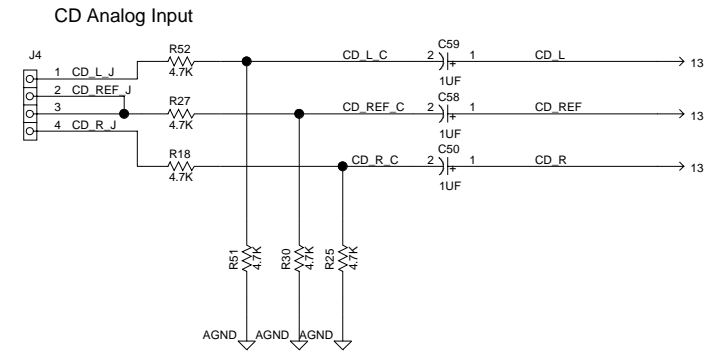 CD Analog Input
J4
R52
4.7K
CD_L_C
C59
2 1
1UF
CD_L
13
1 CD_L_J
2 CD_REF_J
3
4 CD_R_J
R27
4.7K
CD_REF_C
C58
2 1
1UF
CD_REF
13
R18
4.7K
CD_R_C
C50
2 1
1UF
CD_R
13
R51
4.7K
R30
4.7K
R25
4.7K
AGND AGND AGND
+
+
+